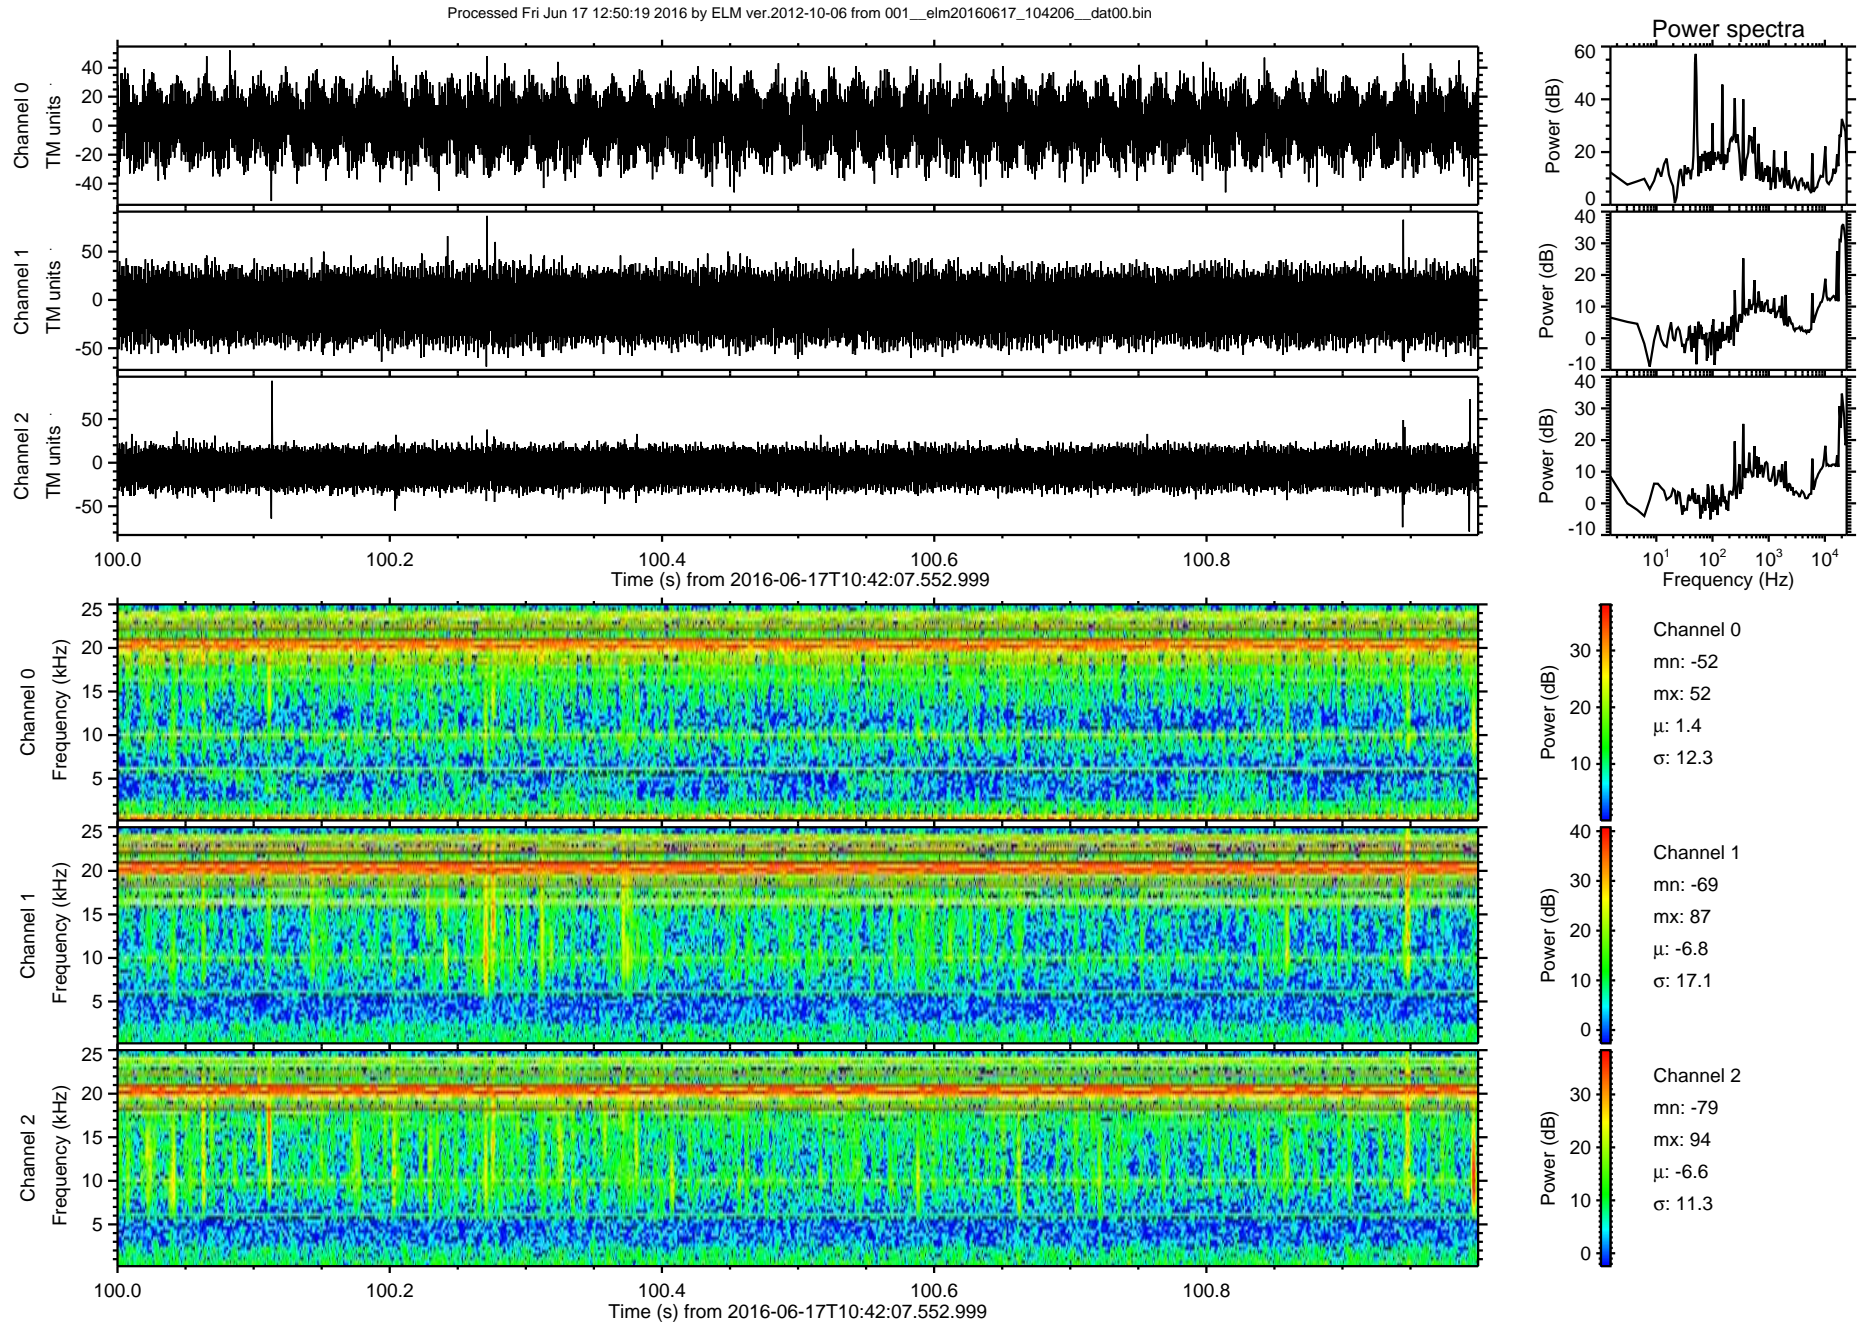 Processed Fri Jun 17 12:50:19 2016 by ELM ver.2012-10-06 from 001__elm20160617_104206__dat00.bin
Power spectra
Channel 0
TM units
40
20
0
-20
-40
Power (dB)
60
40
20
0
Channel 1
TM units
50
0
-50
Power (dB)
40
30
20
10
0
-10
Channel 2
TM units
50
0
-50
Power (dB)
40
30
20
10
0
-10
100.0 100.2 100.4 100.6 100.8
Time (s) from 2016-06-17T10:42:07.552.999
10^1 10^2 10^3 10^4
Frequency (Hz)
Channel 0
Frequency (kHz)
25
20
15
10
5
Power (dB)
30
20
10
Channel 0
mn: -52
mx: 52
μ: 1.4
σ: 12.3
Channel 1
Frequency (kHz)
25
20
15
10
5
Power (dB)
40
30
20
10
0
Channel 1
mn: -69
mx: 87
μ: -6.8
σ: 17.1
Channel 2
Frequency (kHz)
25
20
15
10
5
Power (dB)
30
20
10
0
Channel 2
mn: -79
mx: 94
μ: -6.6
σ: 11.3
100.0 100.2 100.4 100.6 100.8
Time (s) from 2016-06-17T10:42:07.552.999